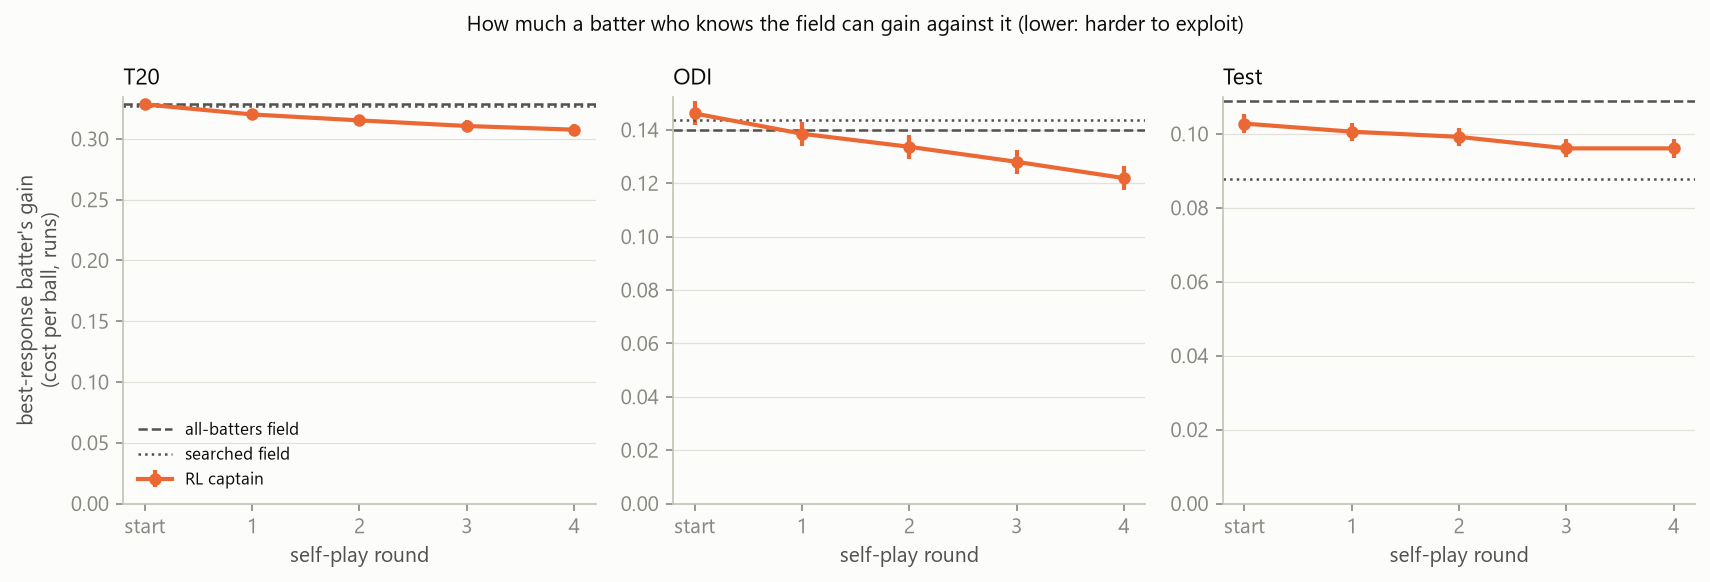 How much a batter who knows the field can gain against it (lower: harder to exploit)
T20
best-response batter's gain
(cost per ball, runs)
0.30
0.25
0.20
0.15
0.10
0.05
0.00
all-batters field
searched field
RL captain
start 1 2 3 4
self-play round
ODI
0.14
0.12
0.10
0.08
0.06
0.04
0.02
0.00
start 1 2 3 4
self-play round
Test
0.10
0.08
0.06
0.04
0.02
0.00
start 1 2 3 4
self-play round